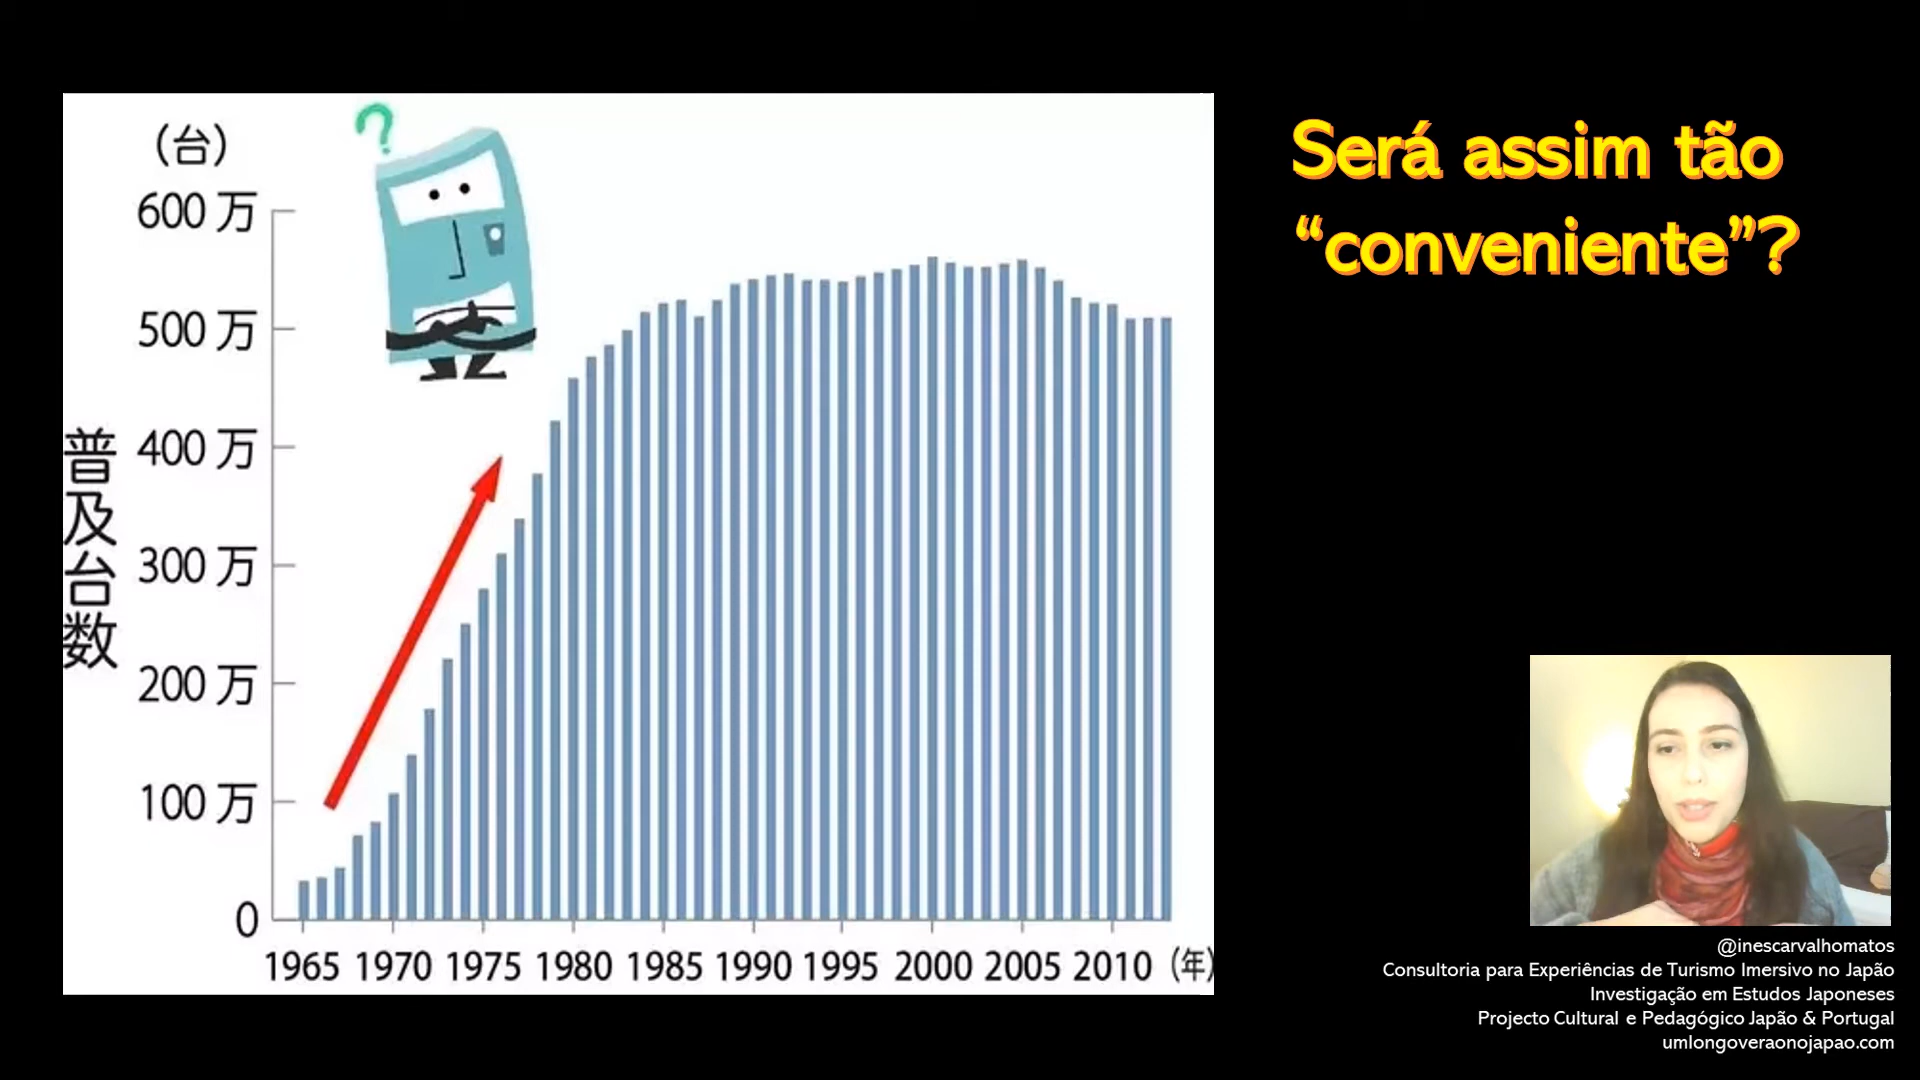 (台)
600万
500万
400万
300万
200万
100万
0
普及台数
1965 1970 1975 1980 1985 1990 1995 2000 2005 2010 (年)
?
Será assim tão
“conveniente”?
@inescarvalhomatos
Consultoria para Experiências de Turismo Imersivo no Japão
Investigação em Estudos Japoneses
Projecto Cultural e Pedagógico Japão & Portugal
umlongoveraonojapao.com